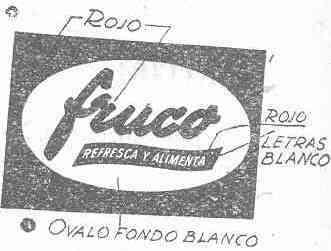 ROJO
fruco
REFRESCA Y ALIMENTA
ROJO
LETRAS
BLANCO
OVALO FONDO BLANCO